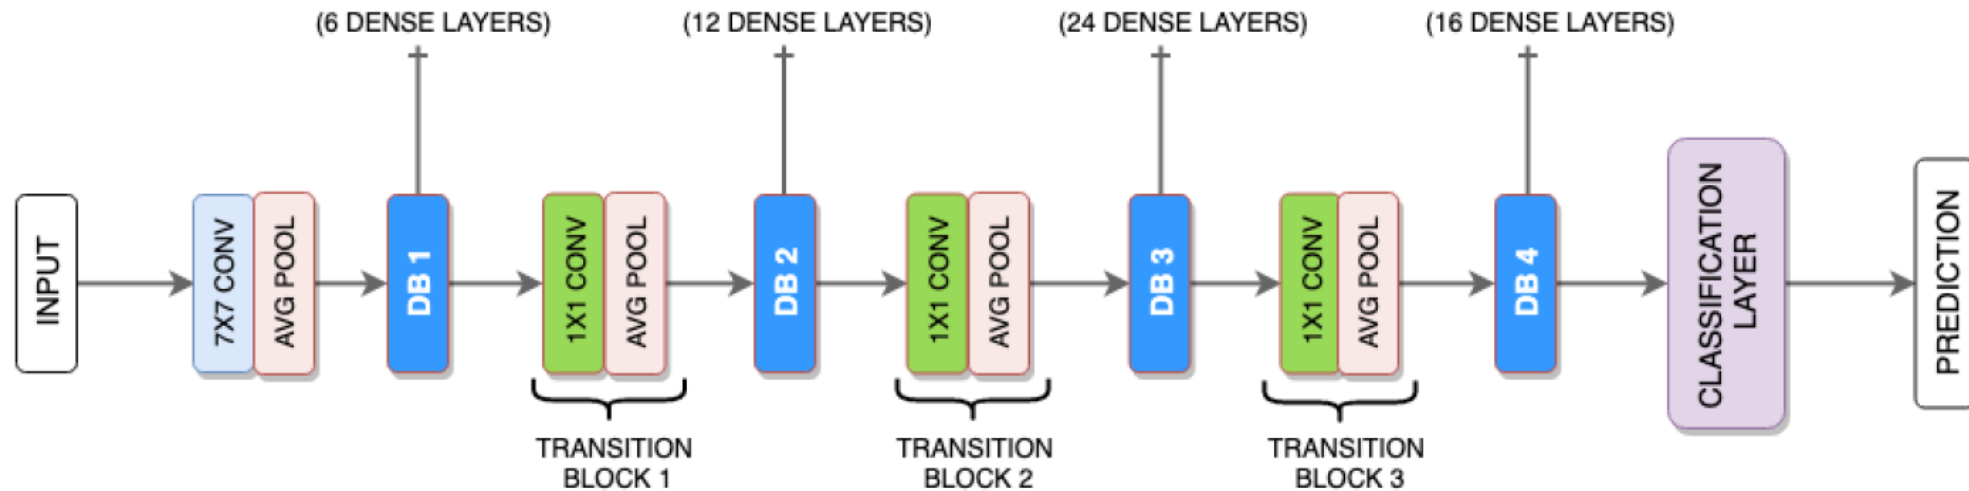 (6 DENSE LAYERS)
(12 DENSE LAYERS)
(24 DENSE LAYERS)
(16 DENSE LAYERS)
INPUT
7X7 CONV
AVG POOL
DB 1
1X1 CONV
AVG POOL
DB 2
1X1 CONV
AVG POOL
DB 3
1X1 CONV
AVG POOL
DB 4
CLASSIFICATION
LAYER
PREDICTION
TRANSITION
BLOCK 1
TRANSITION
BLOCK 2
TRANSITION
BLOCK 3